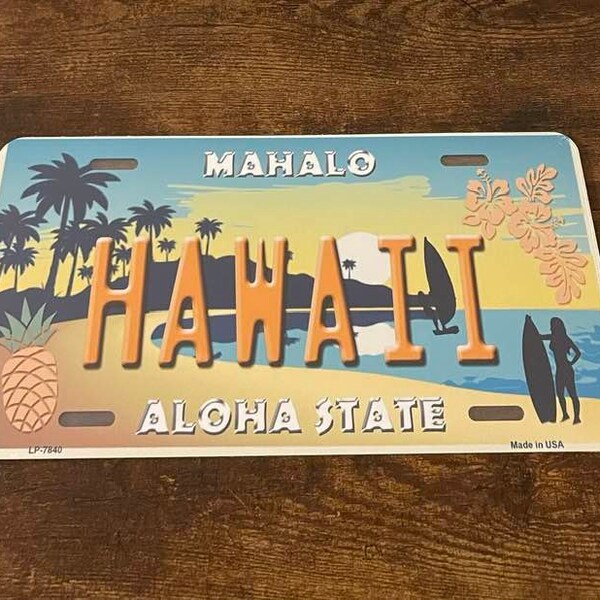 MAHALO
HAWAII
ALOHA STATE
LP-7840
Made in USA